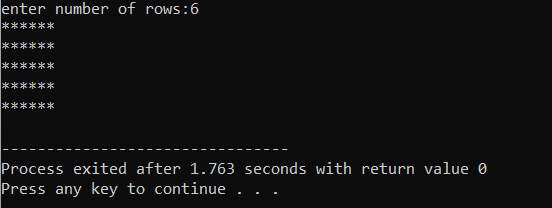 enter number of rows:6
******
******
******
******
******
--------------------------------
Process exited after 1.763 seconds with return value 0
Press any key to continue . . .